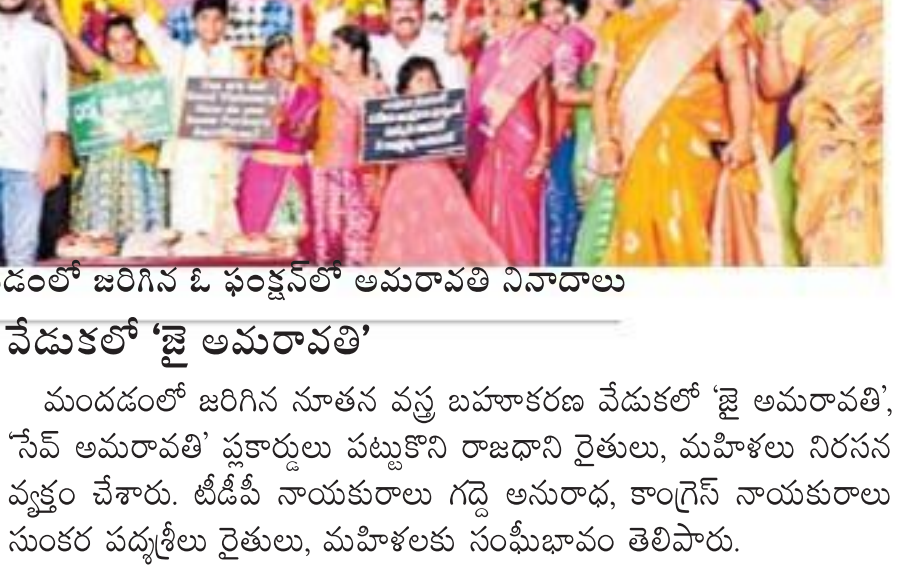 డంలో జరిగిన ఓ ఫంక్షన్‌లో అమరావతి నినాదాలు
వేడుకలో ‘జై అమరావతి’
మందడంలో జరిగిన నూతన వస్త్ర బహూకరణ వేడుకలో ‘జై అమరావతి’,
‘సేవ్ అమరావతి’ ప్లకార్డులు పట్టుకొని రాజధాని రైతులు, మహిళలు నిరసన
వ్యక్తం చేశారు. టీడీపీ నాయకురాలు గద్దె అనురాధ, కాంగ్రెస్ నాయకురాలు
సుంకర పద్మశ్రీలు రైతులు, మహిళలకు సంఘీభావం తెలిపారు.